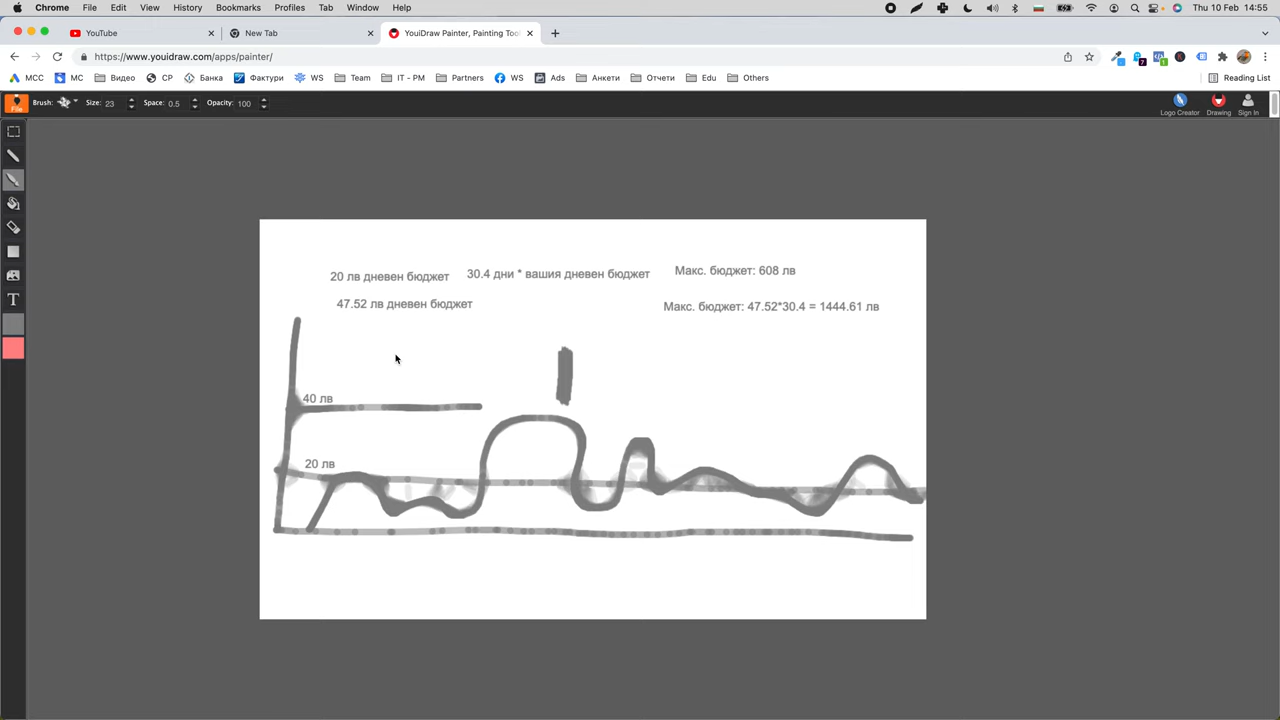 Chrome File Edit View History Bookmarks Profiles Tab Window Help Thu 10 Feb 14:55
YouTube New Tab YouiDraw Painter, Painting Too
https://www.youidraw.com/apps/painter/
МСС МС Видео СР Банка Фактури WS Team IT - PM Partners WS Ads Анкети Отчети Edu Others Reading List
File Brush: Size: 23 Space: 0.5 Opacity: 100 Logo Creator Drawing Sign In
20 лв дневен бюджет 30.4 дни * вашия дневен бюджет Макс. бюджет: 608 лв
47.52 лв дневен бюджет Макс. бюджет: 47.52*30.4 = 1444.61 лв
40 лв
20 лв
T